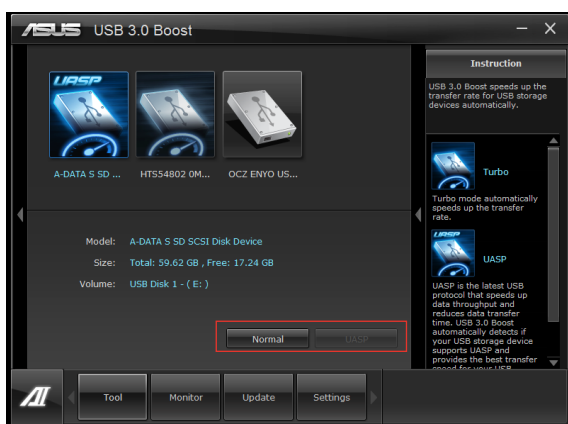 ASUS USB 3.0 Boost
UASP
A-DATA S SD ...
HTS54802 0M...
OCZ ENYO US...
Model: A-DATA S SD SCSI Disk Device
Size: Total: 59.62 GB , Free: 17.24 GB
Volume: USB Disk 1 - ( E: )
Normal
UASP
Instruction
USB 3.0 Boost speeds up the
transfer rate for USB storage
devices automatically.
Turbo
Turbo mode automatically
speeds up the transfer
rate.
UASP
UASP
UASP is the latest USB
protocol that speeds up
data throughput and
reduces data transfer
time. USB 3.0 Boost
automatically detects if
your USB storage device
supports UASP and
provides the best transfer
speed for your USB
Tool
Monitor
Update
Settings